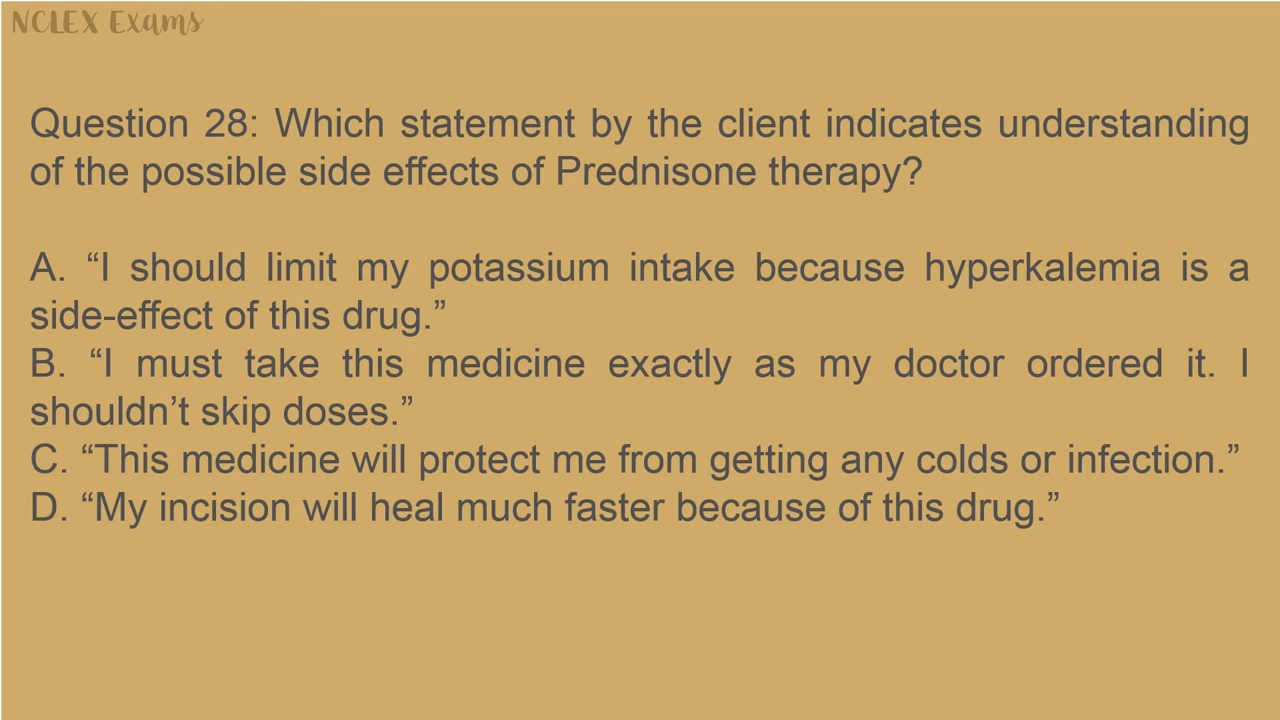 NCLEX Exams
Question 28: Which statement by the client indicates understanding
of the possible side effects of Prednisone therapy?
A. “I should limit my potassium intake because hyperkalemia is a
side-effect of this drug.”
B. “I must take this medicine exactly as my doctor ordered it. I
shouldn’t skip doses.”
C. “This medicine will protect me from getting any colds or infection.”
D. “My incision will heal much faster because of this drug.”